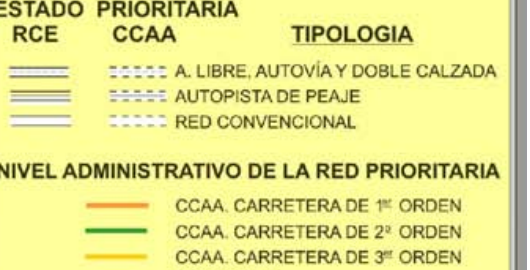 ESTADO PRIORITARIA
RCE CCAA TIPOLOGIA
A. LIBRE, AUTOVÍA Y DOBLE CALZADA
AUTOPISTA DE PEAJE
RED CONVENCIONAL
NIVEL ADMINISTRATIVO DE LA RED PRIORITARIA
CCAA. CARRETERA DE 1er ORDEN
CCAA. CARRETERA DE 2º ORDEN
CCAA. CARRETERA DE 3er ORDEN